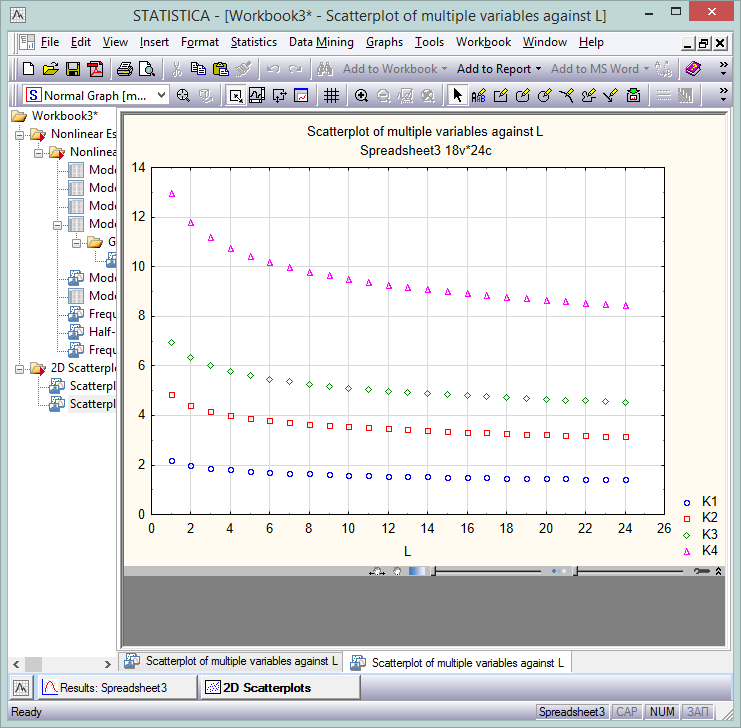 STATISTICA - [Workbook3* - Scatterplot of multiple variables against L]
File Edit View Insert Format Statistics Data Mining Graphs Tools Workbook Window Help
Add to Workbook Add to Report Add to MS Word
Normal Graph [m...
Workbook3*
Nonlinear Es
Nonlinea
Mode
Mode
Mode
Mode
G
Mode
Mode
Frequ
Half-
Frequ
2D Scatterplo
Scatterpl
Scatterpl
Scatterplot of multiple variables against L
Spreadsheet3 18v*24c
14
12
10
8
6
4
2
0
0 2 4 6 8 10 12 14 16 18 20 22 24 26
L
K1
K2
K3
K4
Scatterplot of multiple variables against L
Scatterplot of multiple variables against L
Results: Spreadsheet3
2D Scatterplots
Ready
Spreadsheet3 CAP NUM ЗАП